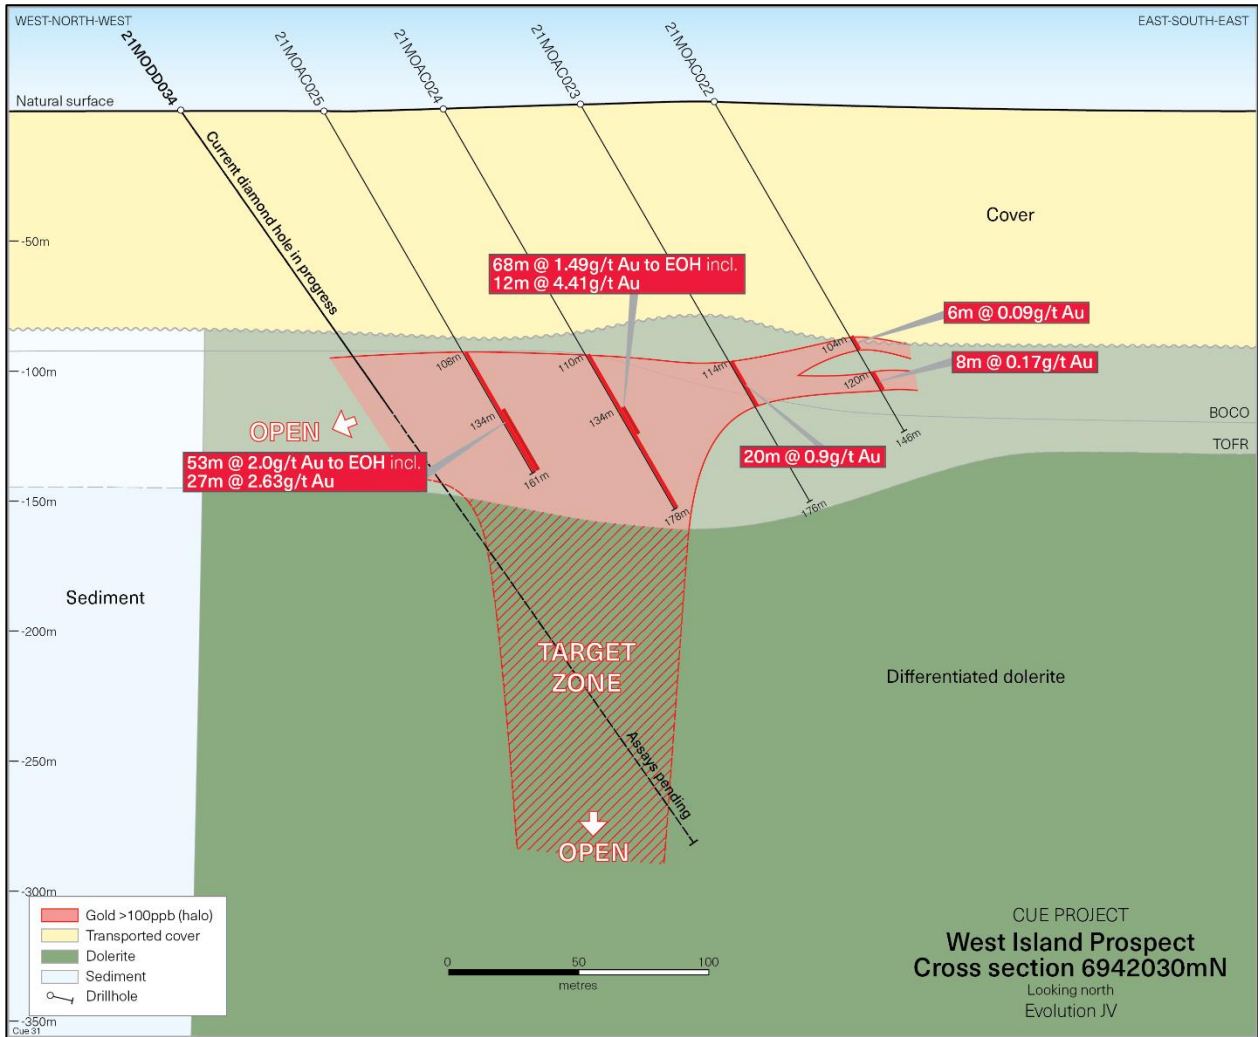 WEST-NORTH-WEST
EAST-SOUTH-EAST
21MODD034
21MOAC025
21MOAC024
21MOAC023
21MOAC022
Natural surface
Current diamond hole in progress
Cover
-50m
68m @ 1.49g/t Au to EOH incl.
12m @ 4.41g/t Au
6m @ 0.09g/t Au
104m
8m @ 0.17g/t Au
-100m
108m
110m
114m
120m
BOCO
134m
134m
146m
OPEN
TOFR
53m @ 2.0g/t Au to EOH incl.
27m @ 2.63g/t Au
20m @ 0.9g/t Au
161m
-150m
176m
178m
Sediment
-200m
TARGET
ZONE
Differentiated dolerite
-250m
Assays pending
OPEN
-300m
Gold >100ppb (halo)
Transported cover
Dolerite
Sediment
Drillhole
-350m
Cue 31
0
50
100
metres
CUE PROJECT
West Island Prospect
Cross section 6942030mN
Looking north
Evolution JV